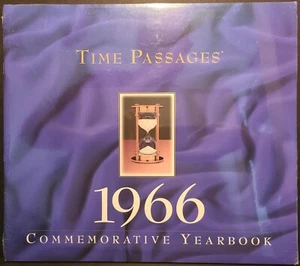 TIME PASSAGES®
1966
COMMEMORATIVE YEARBOOK